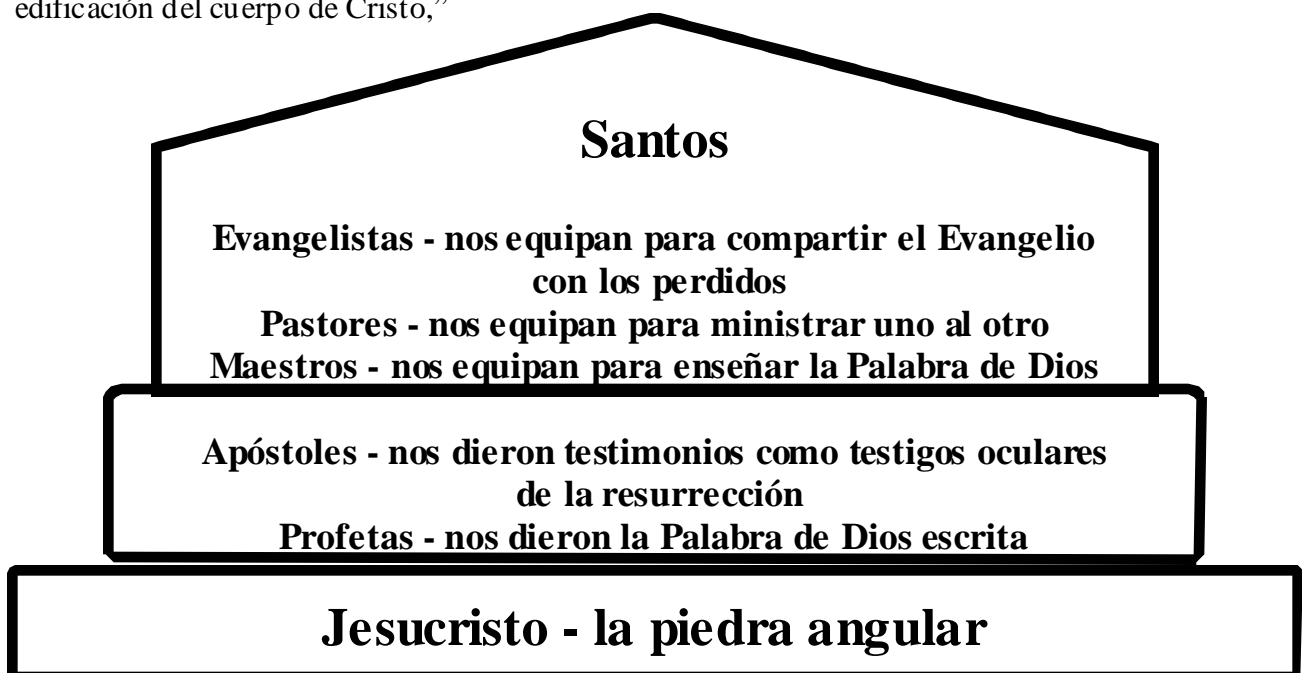 edificación del cuerpo de Cristo,”
Santos
Evangelistas - nos equipan para compartir el Evangelio
con los perdidos
Pastores - nos equipan para ministrar uno al otro
Maestros - nos equipan para enseñar la Palabra de Dios
Apóstoles - nos dieron testimonios como testigos oculares
de la resurrección
Profetas - nos dieron la Palabra de Dios escrita
Jesucristo - la piedra angular